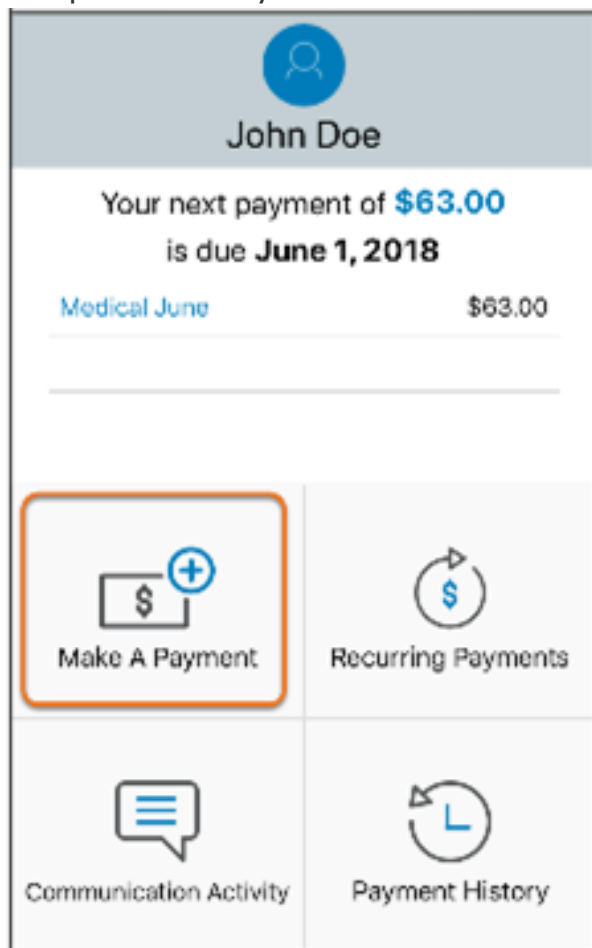 John Doe
Your next payment of $63.00
is due June 1, 2018
Medical June $63.00
$
Make A Payment
$
Recurring Payments
Communication Activity
Payment History